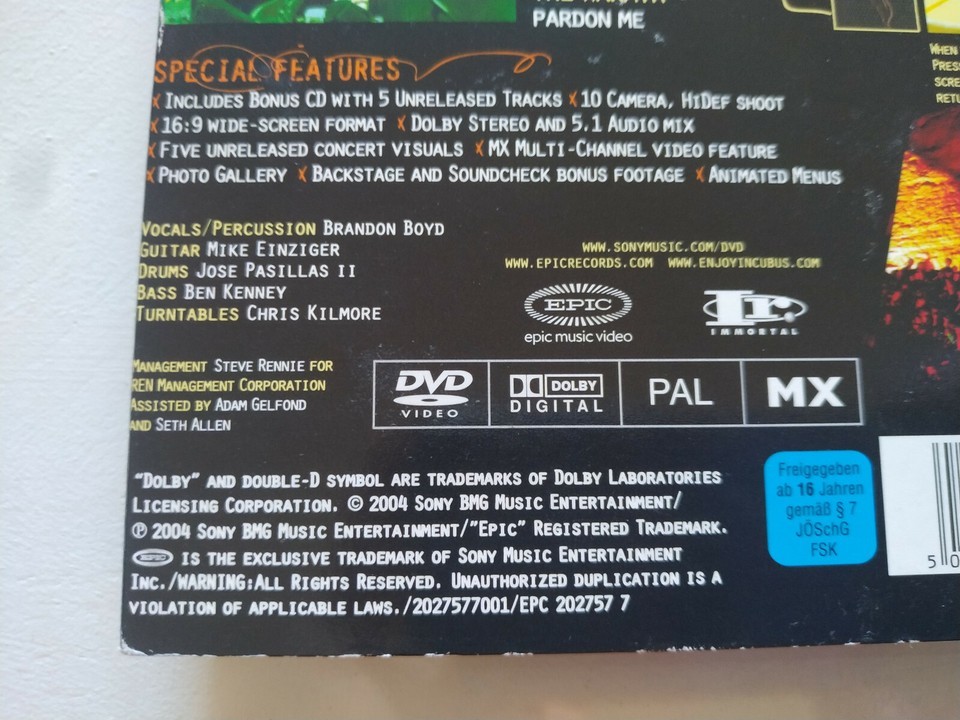 PARDON ME
WHEN
PRESS
SCRE
RETU
SPECIAL FEATURES
X INCLUDES BONUS CD WITH 5 UNRELEASED TRACKS X 10 CAMERA, HIDEF SHOOT
X 16:9 WIDE-SCREEN FORMAT X DOLBY STEREO AND 5.1 AUDIO MIX
X FIVE UNRELEASED CONCERT VISUALS X MX MULTI-CHANNEL VIDEO FEATURE
X PHOTO GALLERY X BACKSTAGE AND SOUNDCHECK BONUS FOOTAGE X ANIMATED MENUS
VOCALS/PERCUSSION BRANDON BOYD
GUITAR MIKE EINZIGER
DRUMS JOSE PASILLAS II
BASS BEN KENNEY
TURNTABLES CHRIS KILMORE
WWW.SONYMUSIC.COM/DVD
WWW.EPICRECORDS.COM WWW.ENJOYINCUBUS.COM
EPIC
epic music video
Ir.
IMMORTAL
MANAGEMENT STEVE RENNIE FOR
REN MANAGEMENT CORPORATION
ASSISTED BY ADAM GELFOND
AND SETH ALLEN
DVD
VIDEO
DOLBY
DIGITAL
PAL
MX
"DOLBY" AND DOUBLE-D SYMBOL ARE TRADEMARKS OF DOLBY LABORATORIES
LICENSING CORPORATION. © 2004 SONY BMG MUSIC ENTERTAINMENT/
℗ 2004 SONY BMG MUSIC ENTERTAINMENT/"EPIC" REGISTERED TRADEMARK.
EPIC IS THE EXCLUSIVE TRADEMARK OF SONY MUSIC ENTERTAINMENT
INC./WARNING:ALL RIGHTS RESERVED. UNAUTHORIZED DUPLICATION IS A
VIOLATION OF APPLICABLE LAWS./2027577001/EPC 202757 7
Freigegeben
ab 16 Jahren
gemäß § 7
JÖSchG
FSK
5 0